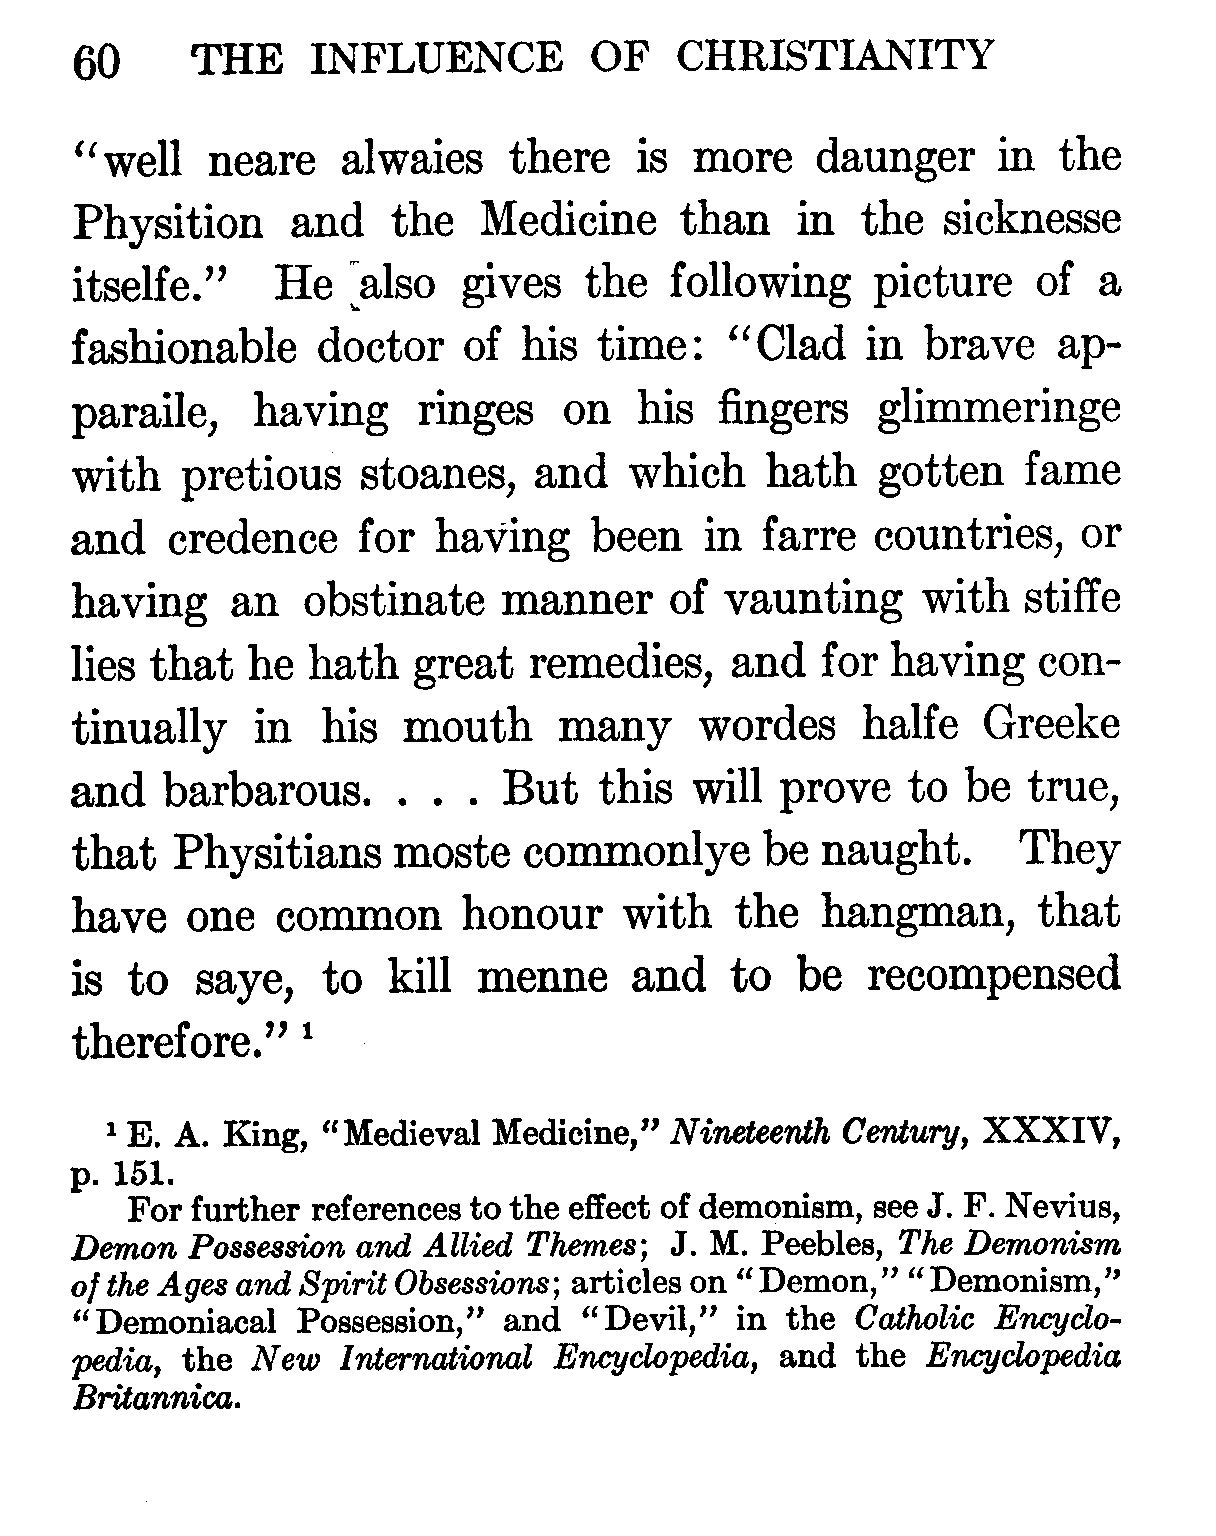 60 THE INFLUENCE OF CHRISTIANITY
“well neare alwaies there is more daunger in the
Physition and the Medicine than in the sicknesse
itselfe.” He also gives the following picture of a
fashionable doctor of his time: “Clad in brave ap-
paraile, having ringes on his fingers glimmeringe
with pretious stoanes, and which hath gotten fame
and credence for having been in farre countries, or
having an obstinate manner of vaunting with stiffe
lies that he hath great remedies, and for having con-
tinually in his mouth many wordes halfe Greeke
and barbarous. . . . But this will prove to be true,
that Physitians moste commonlye be naught. They
have one common honour with the hangman, that
is to saye, to kill menne and to be recompensed
therefore.” ¹
¹ E. A. King, “Medieval Medicine,” Nineteenth Century, XXXIV,
p. 151.
For further references to the effect of demonism, see J. F. Nevius,
Demon Possession and Allied Themes; J. M. Peebles, The Demonism
of the Ages and Spirit Obsessions; articles on “Demon,” “Demonism,”
“Demoniacal Possession,” and “Devil,” in the Catholic Encyclo-
pedia, the New International Encyclopedia, and the Encyclopedia
Britannica.